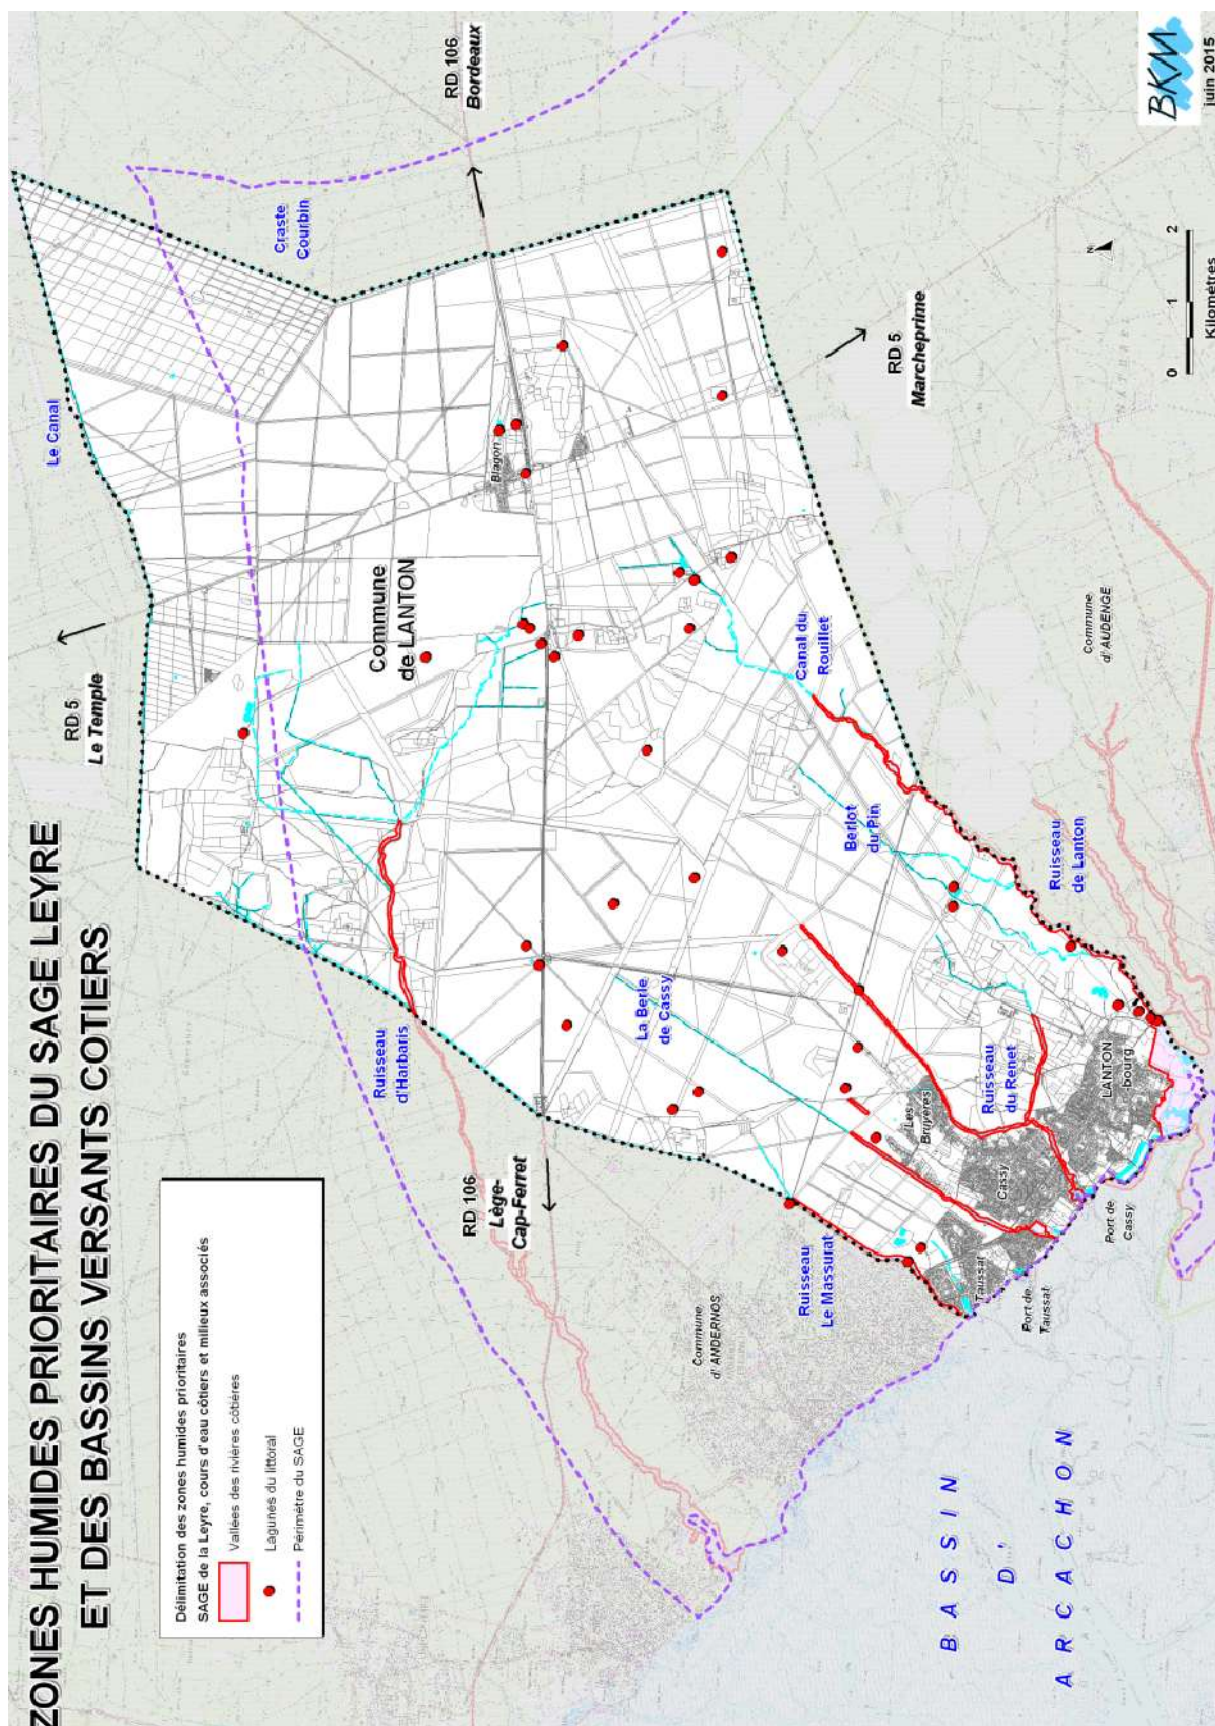 ZONES HUMIDES PRIORITAIRES DU SAGE LEYRE
ET DES BASSINS VERSANTS COTIERS
Délimitation des zones humides prioritaires
SAGE de la Leyre, cours d'eau côtiers et milieux associés
Vallées des rivières côtières
Lagunes du littoral
Périmètre du SAGE
RD 5
Le Temple
Le Canal
Craste
Courbin
RD 106
Bordeaux
Commune
de LANTON
Blagon
Ruisseau
d'Harbaris
RD 106
Lège-
Cap-Ferret
La Berle
de Cassy
Canal du
Rouillet
Berlot
du Pin
RD 5
Marcheprime
Ruisseau
de Lanton
Commune
d'AUDENGE
Commune
d'ANDERNOS
Ruisseau
Le Massurat
Les
Bruyères
Ruisseau
du Renet
LANTON
-bourg
Cassy
Taussat
Port de
Taussat
Port de
Cassy
BASSIN
D'
ARCACHON
N
0 1 2
Kilomètres
BKM
juin 2015